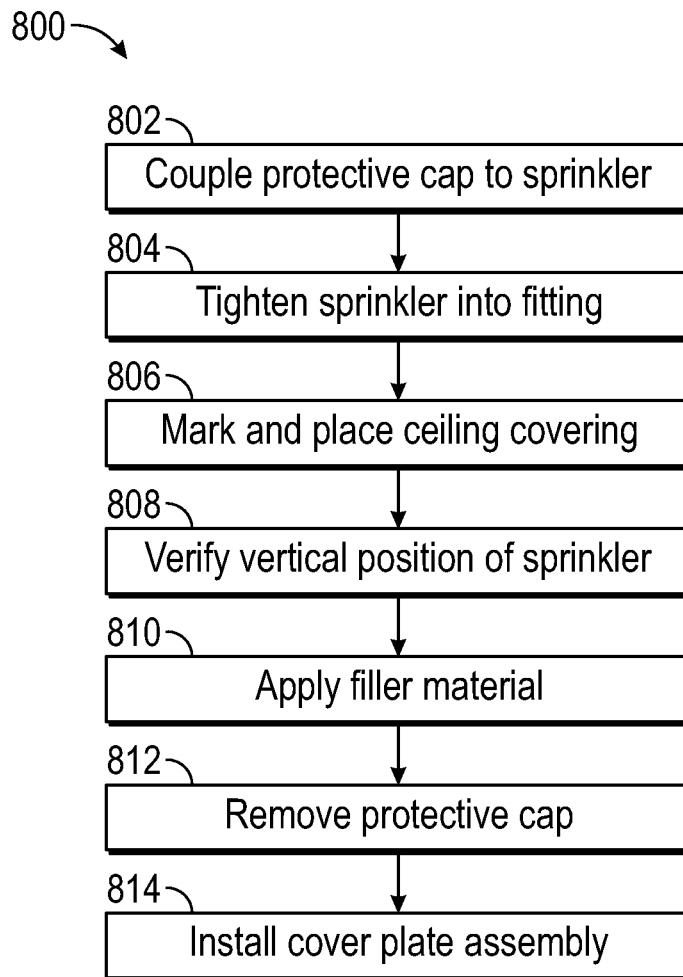 800
802
Couple protective cap to sprinkler
804
Tighten sprinkler into fitting
806
Mark and place ceiling covering
808
Verify vertical position of sprinkler
810
Apply filler material
812
Remove protective cap
814
Install cover plate assembly